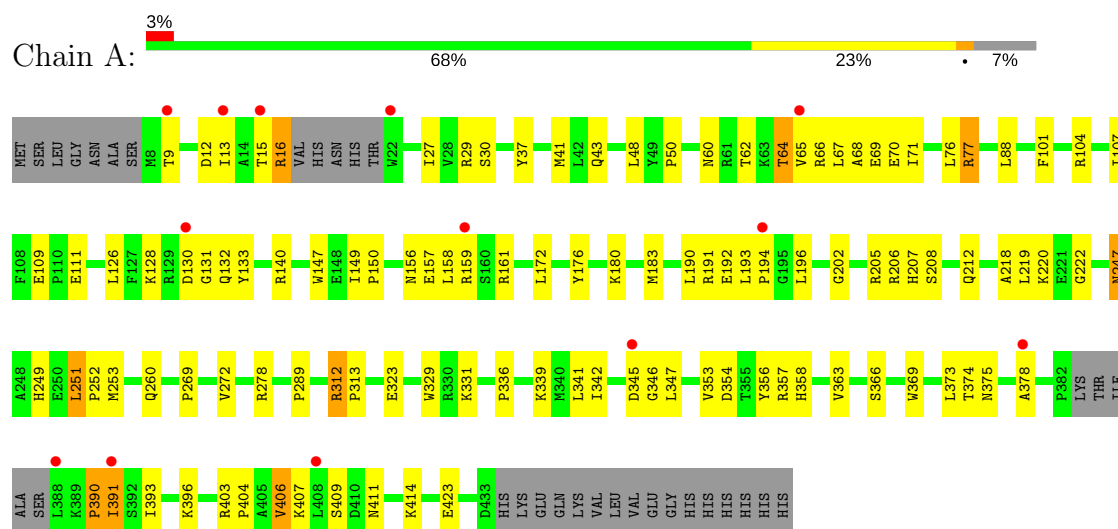 3%
Chain A:
68% 23% • 7%
MET SER LEU GLY ASN ALA SER M8 T9 D12 I13 A14 T15 R16 VAL HIS ASN HIS THR W22 I27 V28 R29 S30 Y37 M41 L42 Q43 L48 Y49 P50 N60 R61 T62 K63 T64 V65 R66 L67 A68 E69 E70 I71 L76 R77 L88 F101 R104 I107
F108 E109 P110 E111 L126 F127 K128 R129 D130 G131 Q132 Y133 R140 W147 E148 I149 P150 N156 E157 L158 R159 S160 R161 L172 Y176 K180 M183 L190 R191 E192 L193 P194 G195 L196 G202 R205 R206 H207 S208 Q212 A218 L219 K220 E221 G222 N247
A248 H249 E250 L251 P252 M253 Q260 P269 V272 R278 P289 R312 P313 E323 W329 R330 K331 P336 K339 M340 L341 I342 D345 G346 L347 V353 D354 T355 Y356 R357 H358 V363 S366 W369 L373 T374 N375 A378 P382 LYS THR ILE
ALA SER L388 K389 P390 I391 S392 I393 K396 R403 P404 A405 V406 K407 L408 S409 D410 N411 K414 E423 D433 HIS LYS GLU GLN LYS VAL LEU VAL GLU GLY HIS HIS HIS HIS HIS HIS